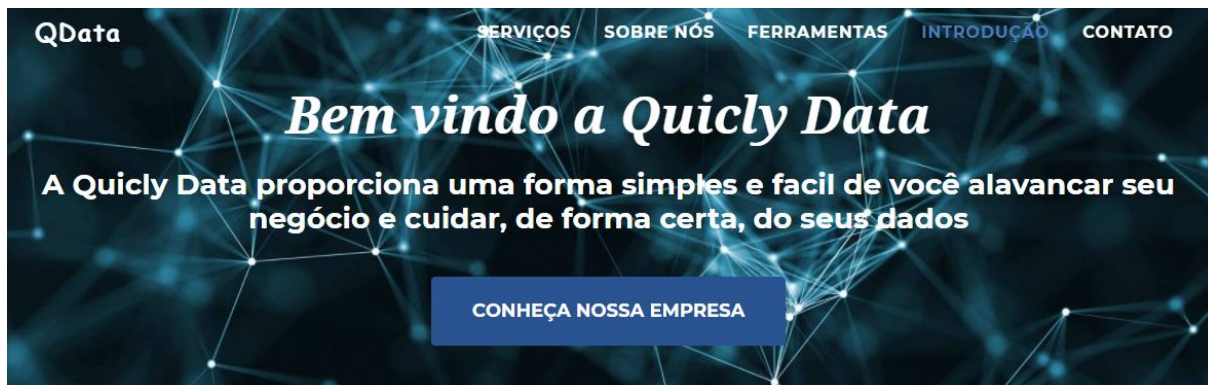 QData
SERVIÇOS SOBRE NÓS FERRAMENTAS INTRODUÇÃO CONTATO
Bem vindo a Quicly Data
A Quicly Data proporciona uma forma simples e facil de você alavancar seu
negócio e cuidar, de forma certa, do seus dados
CONHEÇA NOSSA EMPRESA